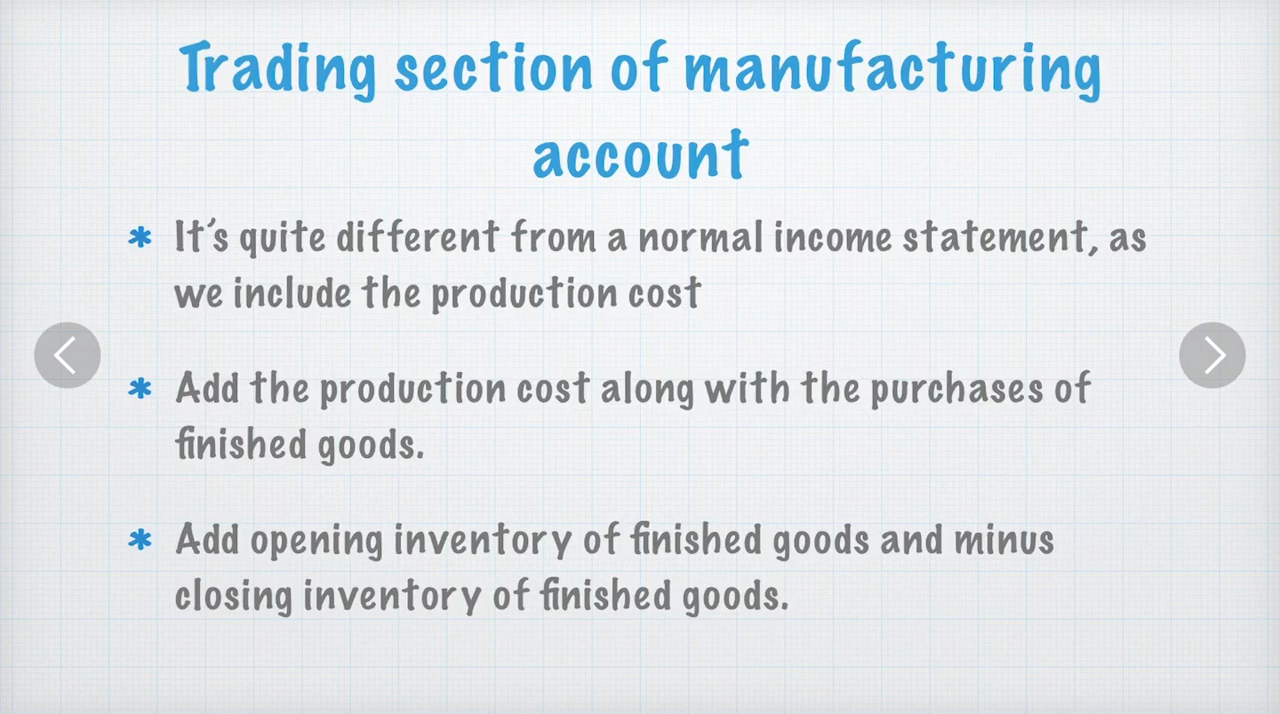 Trading section of manufacturing
account
* It's quite different from a normal income statement, as
we include the production cost
* Add the production cost along with the purchases of
finished goods.
* Add opening inventory of finished goods and minus
closing inventory of finished goods.